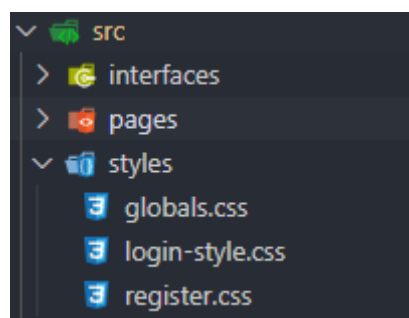 src
interfaces
pages
styles
globals.css
login-style.css
register.css